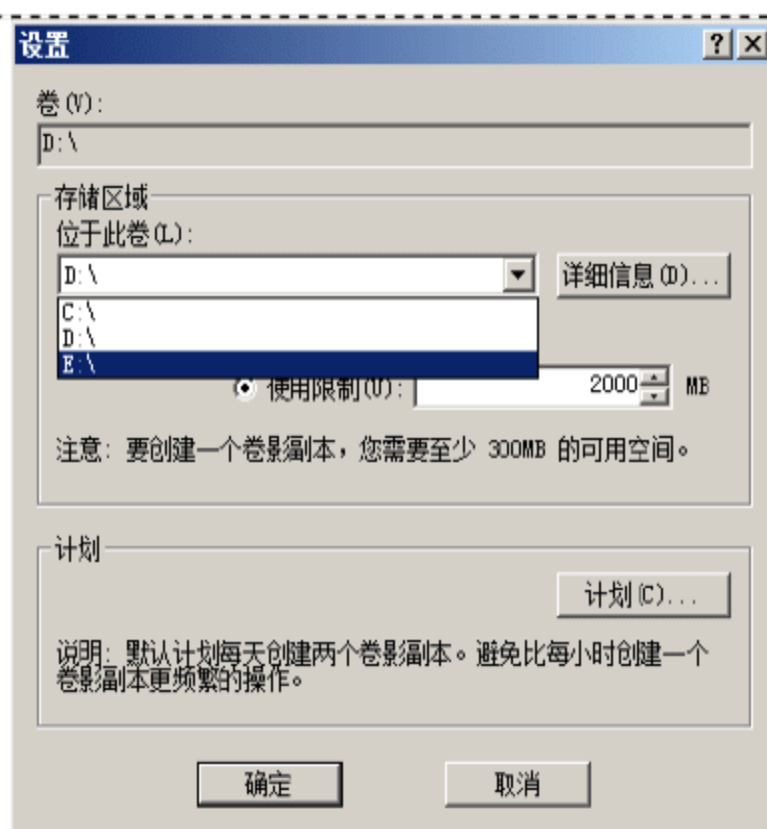 设置
卷(V):
D:\
存储区域
位于此卷(L):
D:\
详细信息(D)...
C:\
D:\
E:\
使用限制(U): 2000 MB
注意: 要创建一个卷影副本，您需要至少 300MB 的可用空间。
计划
计划(C)...
说明: 默认计划每天创建两个卷影副本。避免比每小时创建一个
卷影副本更频繁的操作。
确定 取消